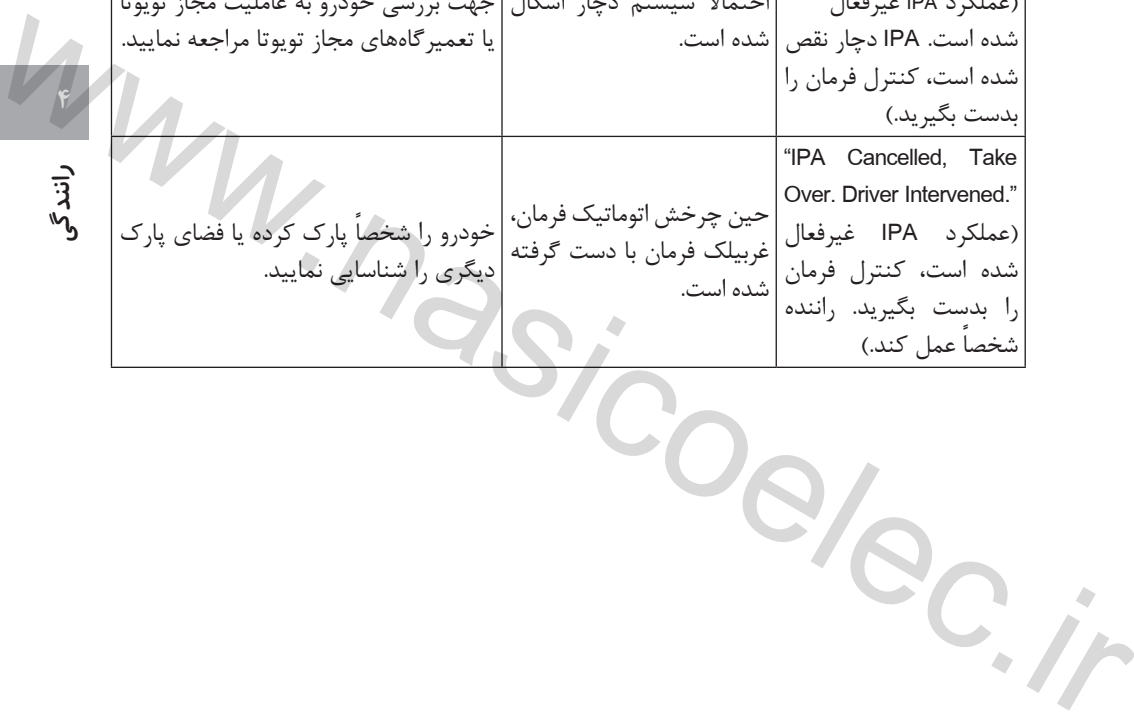 (عملکرد IPA غیرفعال
شده است. IPA دچار نقص
شده است، کنترل فرمان را
بدست بگیرید.)
احتمالاً سیستم دچار اشکال
شده است.
جهت بررسی خودرو به عاملیت مجاز تویوتا
یا تعمیرگاه‌های مجاز تویوتا مراجعه نمایید.
“IPA Cancelled, Take
Over. Driver Intervened.”
(عملکرد IPA غیرفعال
شده است، کنترل فرمان
را بدست بگیرید. راننده
شخصاً عمل کند.)
حین چرخش اتوماتیک فرمان،
غربیلک فرمان با دست گرفته
شده است.
خودرو را شخصاً پارک کرده یا فضای پارک
دیگری را شناسایی نمایید.
۴
رانندگی
www.nasicoelec.ir